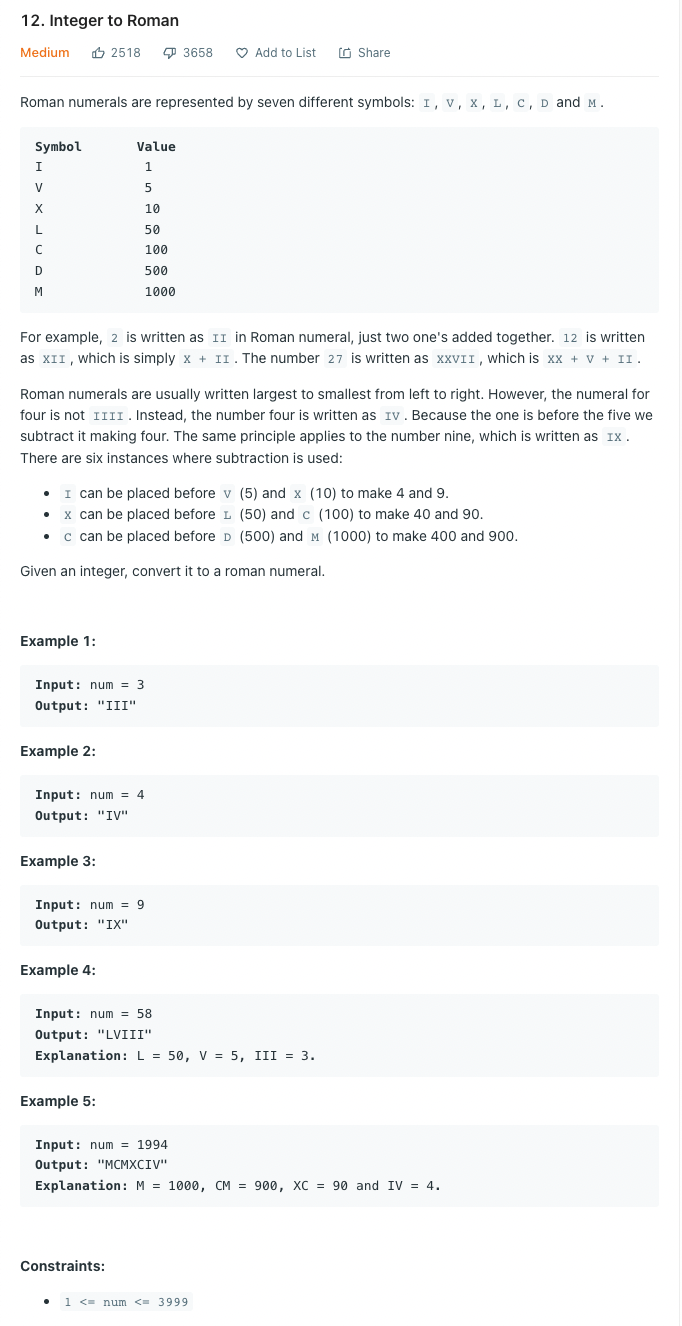 12. Integer to Roman
Medium 2518 3658 Add to List Share
Roman numerals are represented by seven different symbols: I, V, X, L, C, D and M.
Symbol Value
I 1
V 5
X 10
L 50
C 100
D 500
M 1000
For example, 2 is written as II in Roman numeral, just two one's added together. 12 is written
as XII, which is simply X + II. The number 27 is written as XXVII, which is XX + V + II.
Roman numerals are usually written largest to smallest from left to right. However, the numeral for
four is not IIII. Instead, the number four is written as IV. Because the one is before the five we
subtract it making four. The same principle applies to the number nine, which is written as IX.
There are six instances where subtraction is used:
• I can be placed before V (5) and X (10) to make 4 and 9.
• X can be placed before L (50) and C (100) to make 40 and 90.
• C can be placed before D (500) and M (1000) to make 400 and 900.
Given an integer, convert it to a roman numeral.
Example 1:
Input: num = 3
Output: "III"
Example 2:
Input: num = 4
Output: "IV"
Example 3:
Input: num = 9
Output: "IX"
Example 4:
Input: num = 58
Output: "LVIII"
Explanation: L = 50, V = 5, III = 3.
Example 5:
Input: num = 1994
Output: "MCMXCIV"
Explanation: M = 1000, CM = 900, XC = 90 and IV = 4.
Constraints:
• 1 <= num <= 3999